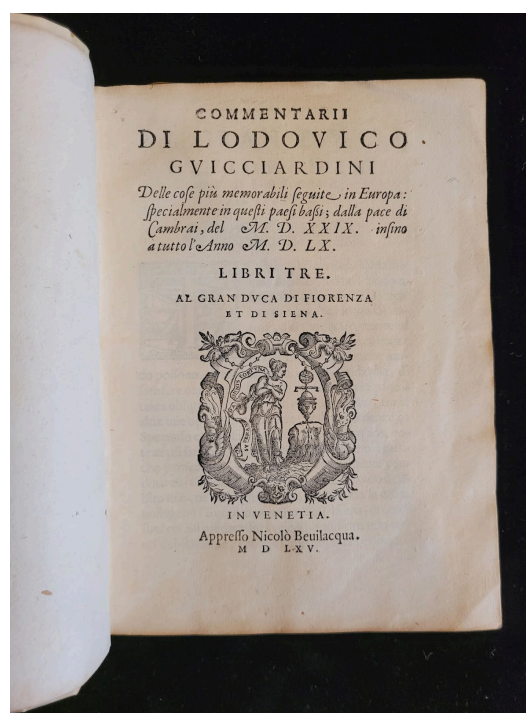 COMMENTARII
DI LODOVICO
GVICCIARDINI
Delle coſe più memorabili ſeguite in Europa:
ſpecialmente in queſti paeſi baſsi; dalla pace di
Cambrai, del M. D. XXIX. inſino
a tutto l'Anno M. D. LX.
LIBRI TRE.
AL GRAN DVCA DI FIORENZA
ET DI SIENA.
IN VENETIA.
Appreſſo Nicolò Beuilacqua.
M D LXV.